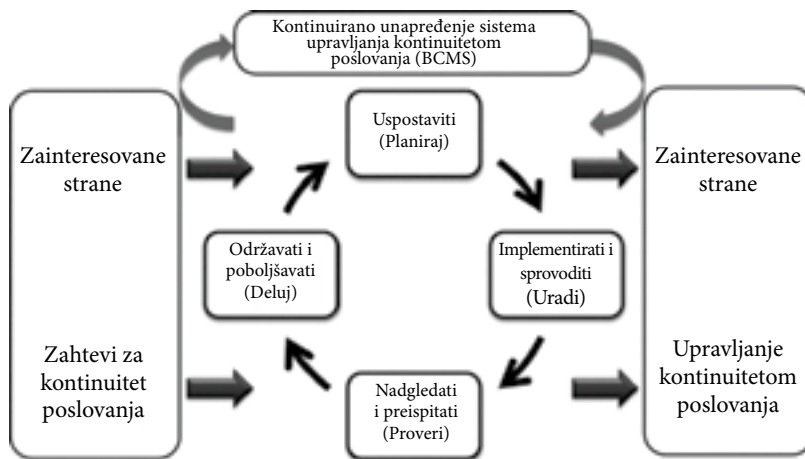 Kontinuirano unapređenje sistema
upravljanja kontinuitetom
poslovanja (BCMS)
Zainteresovane
strane
Zahtevi za
kontinuitet
poslovanja
Uspostaviti
(Planiraj)
Održavati i
poboljšavati
(Deluj)
Implementirati i
sprovoditi
(Uradi)
Nadgledati
i preispitati
(Proveri)
Zainteresovane
strane
Upravljanje
kontinuitetom
poslovanja